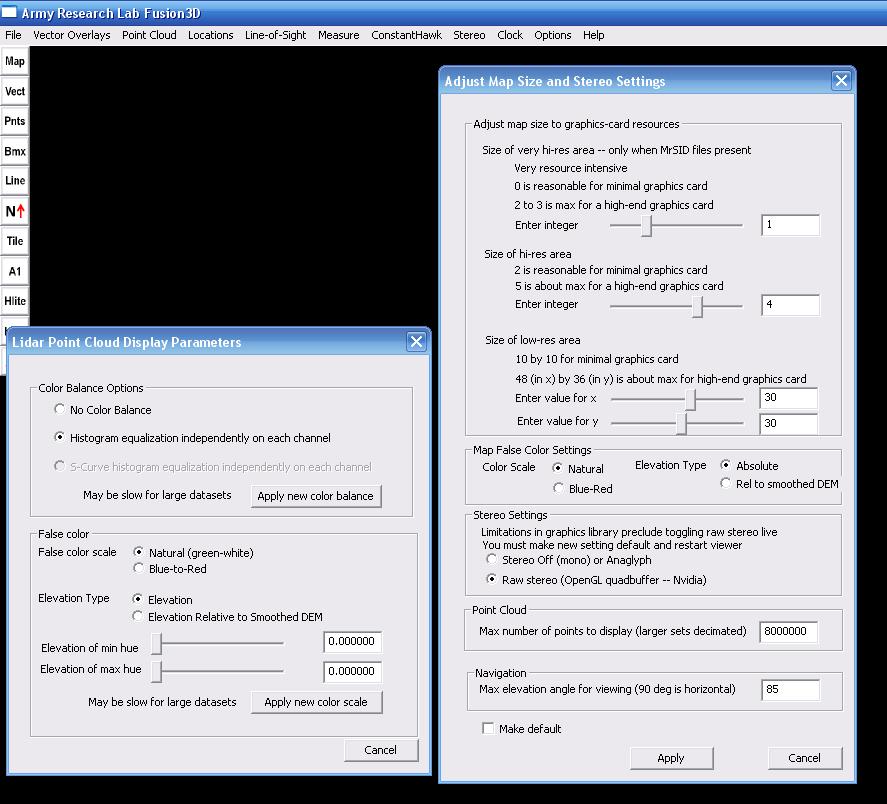 Army Research Lab Fusion3D
File Vector Overlays Point Cloud Locations Line-of-Sight Measure ConstantHawk Stereo Clock Options Help
Map
Vect
Pnts
Bmx
Line
N
Tile
A1
Hlite
Lidar Point Cloud Display Parameters
Color Balance Options
No Color Balance
Histogram equalization independently on each channel
S-Curve histogram equalization independently on each channel
May be slow for large datasets Apply new color balance
False color
False color scale Natural (green-white)
Blue-to-Red
Elevation Type Elevation
Elevation Relative to Smoothed DEM
Elevation of min hue 0.000000
Elevation of max hue 0.000000
May be slow for large datasets Apply new color scale
Cancel
Adjust Map Size and Stereo Settings
Adjust map size to graphics-card resources
Size of very hi-res area -- only when MrSID files present
Very resource intensive
0 is reasonable for minimal graphics card
2 to 3 is max for a high-end graphics card
Enter integer 1
Size of hi-res area
2 is reasonable for minimal graphics card
5 is about max for a high-end graphics card
Enter integer 4
Size of low-res area
10 by 10 for minimal graphics card
48 (in x) by 36 (in y) is about max for high-end graphics card
Enter value for x 30
Enter value for y 30
Map False Color Settings
Color Scale Natural Elevation Type Absolute
Blue-Red Rel to smoothed DEM
Stereo Settings
Limitations in graphics library preclude toggling raw stereo live
You must make new setting default and restart viewer
Stereo Off (mono) or Anaglyph
Raw stereo (OpenGL quadbuffer -- Nvidia)
Point Cloud
Max number of points to display (larger sets decimated) 8000000
Navigation
Max elevation angle for viewing (90 deg is horizontal) 85
Make default
Apply Cancel